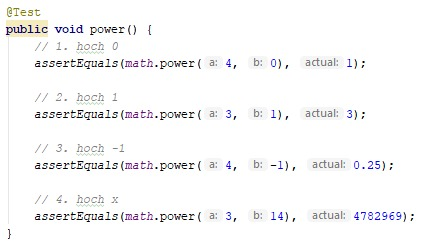 @Test
public void power() {
// 1. hoch 0
assertEquals(math.power( a: 4, b: 0), actual: 1);
// 2. hoch 1
assertEquals(math.power( a: 3, b: 1), actual: 3);
// 3. hoch -1
assertEquals(math.power( a: 4, b: -1), actual: 0.25);
// 4. hoch x
assertEquals(math.power( a: 3, b: 14), actual: 4782969);
}